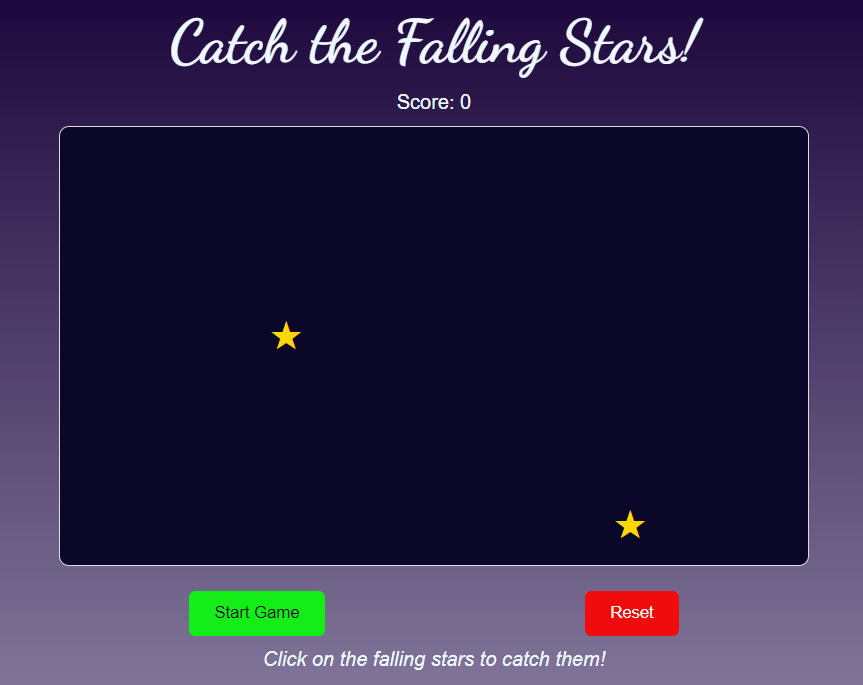 Catch the Falling Stars!
Score: 0
Start Game
Reset
Click on the falling stars to catch them!